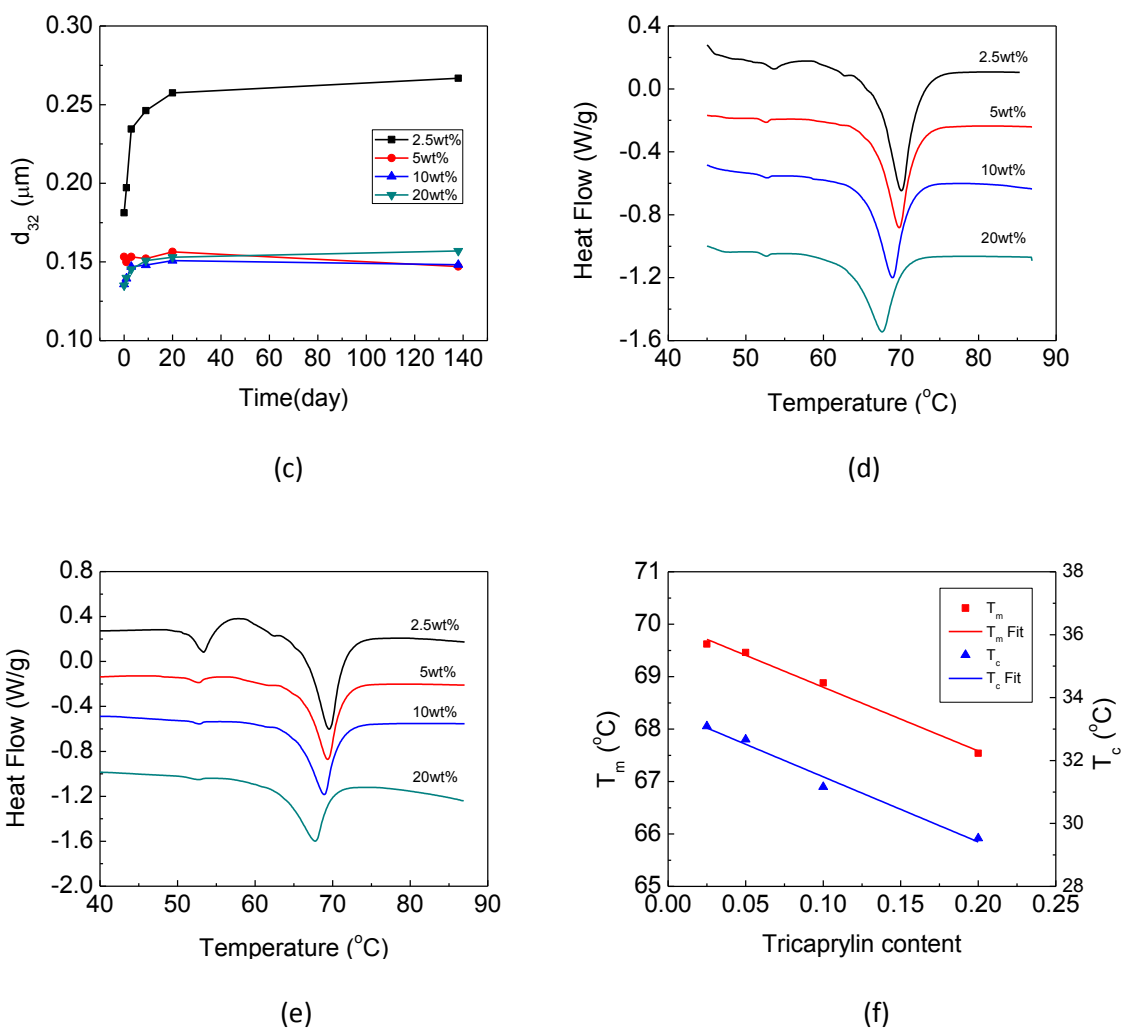 0.30
0.25
0.20
0.15
0.10
d32 (μm)
2.5wt%
5wt%
10wt%
20wt%
0 20 40 60 80 100 120 140
Time(day)
(c)
0.4
0.0
-0.4
-0.8
-1.2
-1.6
Heat Flow (W/g)
2.5wt%
5wt%
10wt%
20wt%
40 50 60 70 80 90
Temperature (oC)
(d)
0.8
0.4
0.0
-0.4
-0.8
-1.2
-1.6
-2.0
Heat Flow (W/g)
2.5wt%
5wt%
10wt%
20wt%
40 50 60 70 80 90
Temperature (oC)
(e)
71
70
69
68
67
66
65
Tm (oC)
Tm
Tm Fit
Tc
Tc Fit
38
36
34
32
30
28
Tc (oC)
0.00 0.05 0.10 0.15 0.20 0.25
Tricaprylin content
(f)